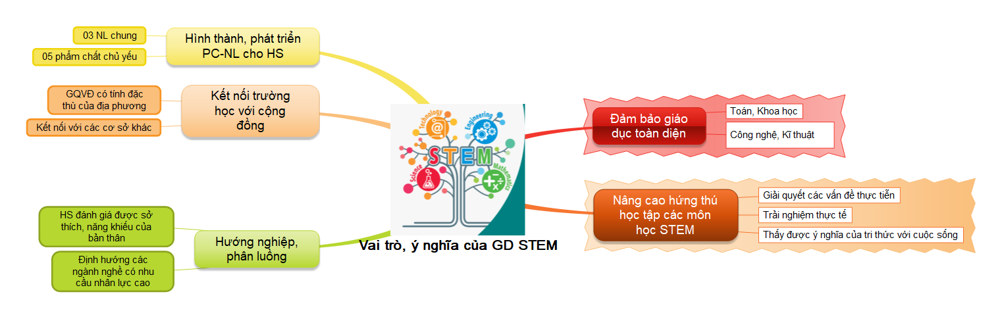 03 NL chung
05 phẩm chất chủ yếu
Hình thành, phát triển
PC-NL cho HS
GQVĐ có tính đặc
thù của địa phương
Kết nối với các cơ sở khác
Kết nối trường
học với cộng
đồng
HS đánh giá được sở
thích, năng khiếu của
bản thân
Định hướng các
ngành nghề có nhu
cầu nhân lực cao
Hướng nghiệp,
phân luồng
Technology
Engineering
STEM
Science
Mathematics
Vai trò, ý nghĩa của GD STEM
Đảm bảo giáo
dục toàn diện
Toán, Khoa học
Công nghệ, Kĩ thuật
Nâng cao hứng thú
học tập các môn
học STEM
Giải quyết các vấn đề thực tiễn
Trải nghiệm thực tế
Thấy được ý nghĩa của tri thức với cuộc sống